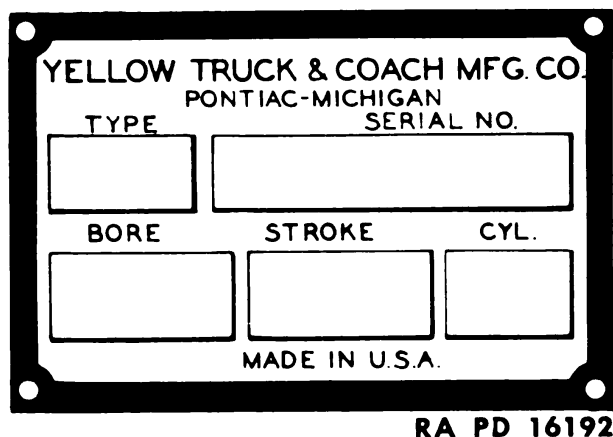 YELLOW TRUCK & COACH MFG. CO.
PONTIAC-MICHIGAN
TYPE SERIAL NO.
BORE STROKE CYL.
MADE IN U.S.A.
RA PD 16192